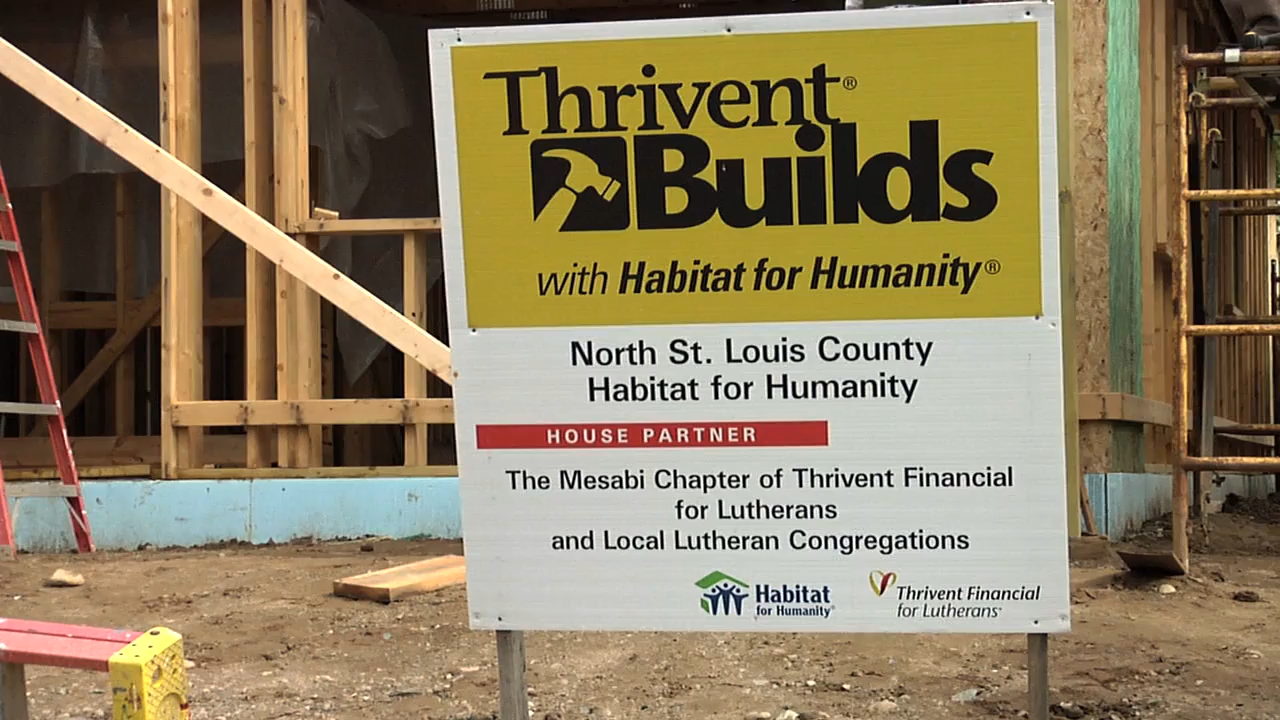 Thrivent®
Builds
with Habitat for Humanity®
North St. Louis County
Habitat for Humanity
HOUSE PARTNER
The Mesabi Chapter of Thrivent Financial
for Lutherans
and Local Lutheran Congregations
Habitat
for Humanity®
Thrivent Financial
for Lutherans®